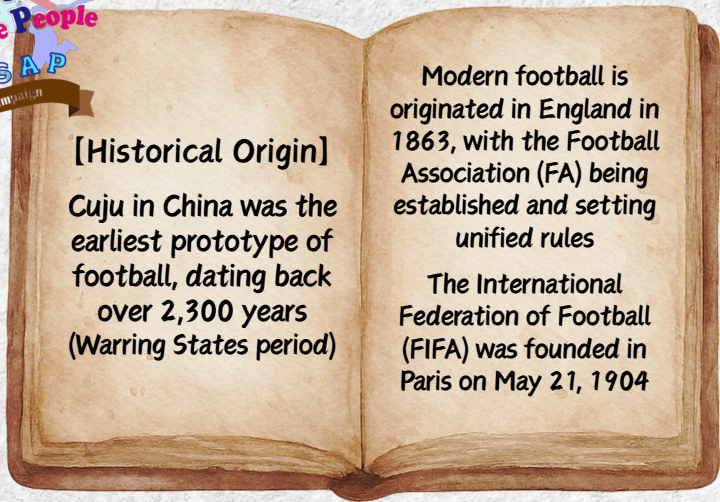 e People
SAP
mpaign
【Historical Origin】
Cuju in China was the
earliest prototype of
football, dating back
over 2,300 years
(Warring States period)
Modern football is
originated in England in
1863, with the Football
Association (FA) being
established and setting
unified rules
The International
Federation of Football
(FIFA) was founded in
Paris on May 21, 1904